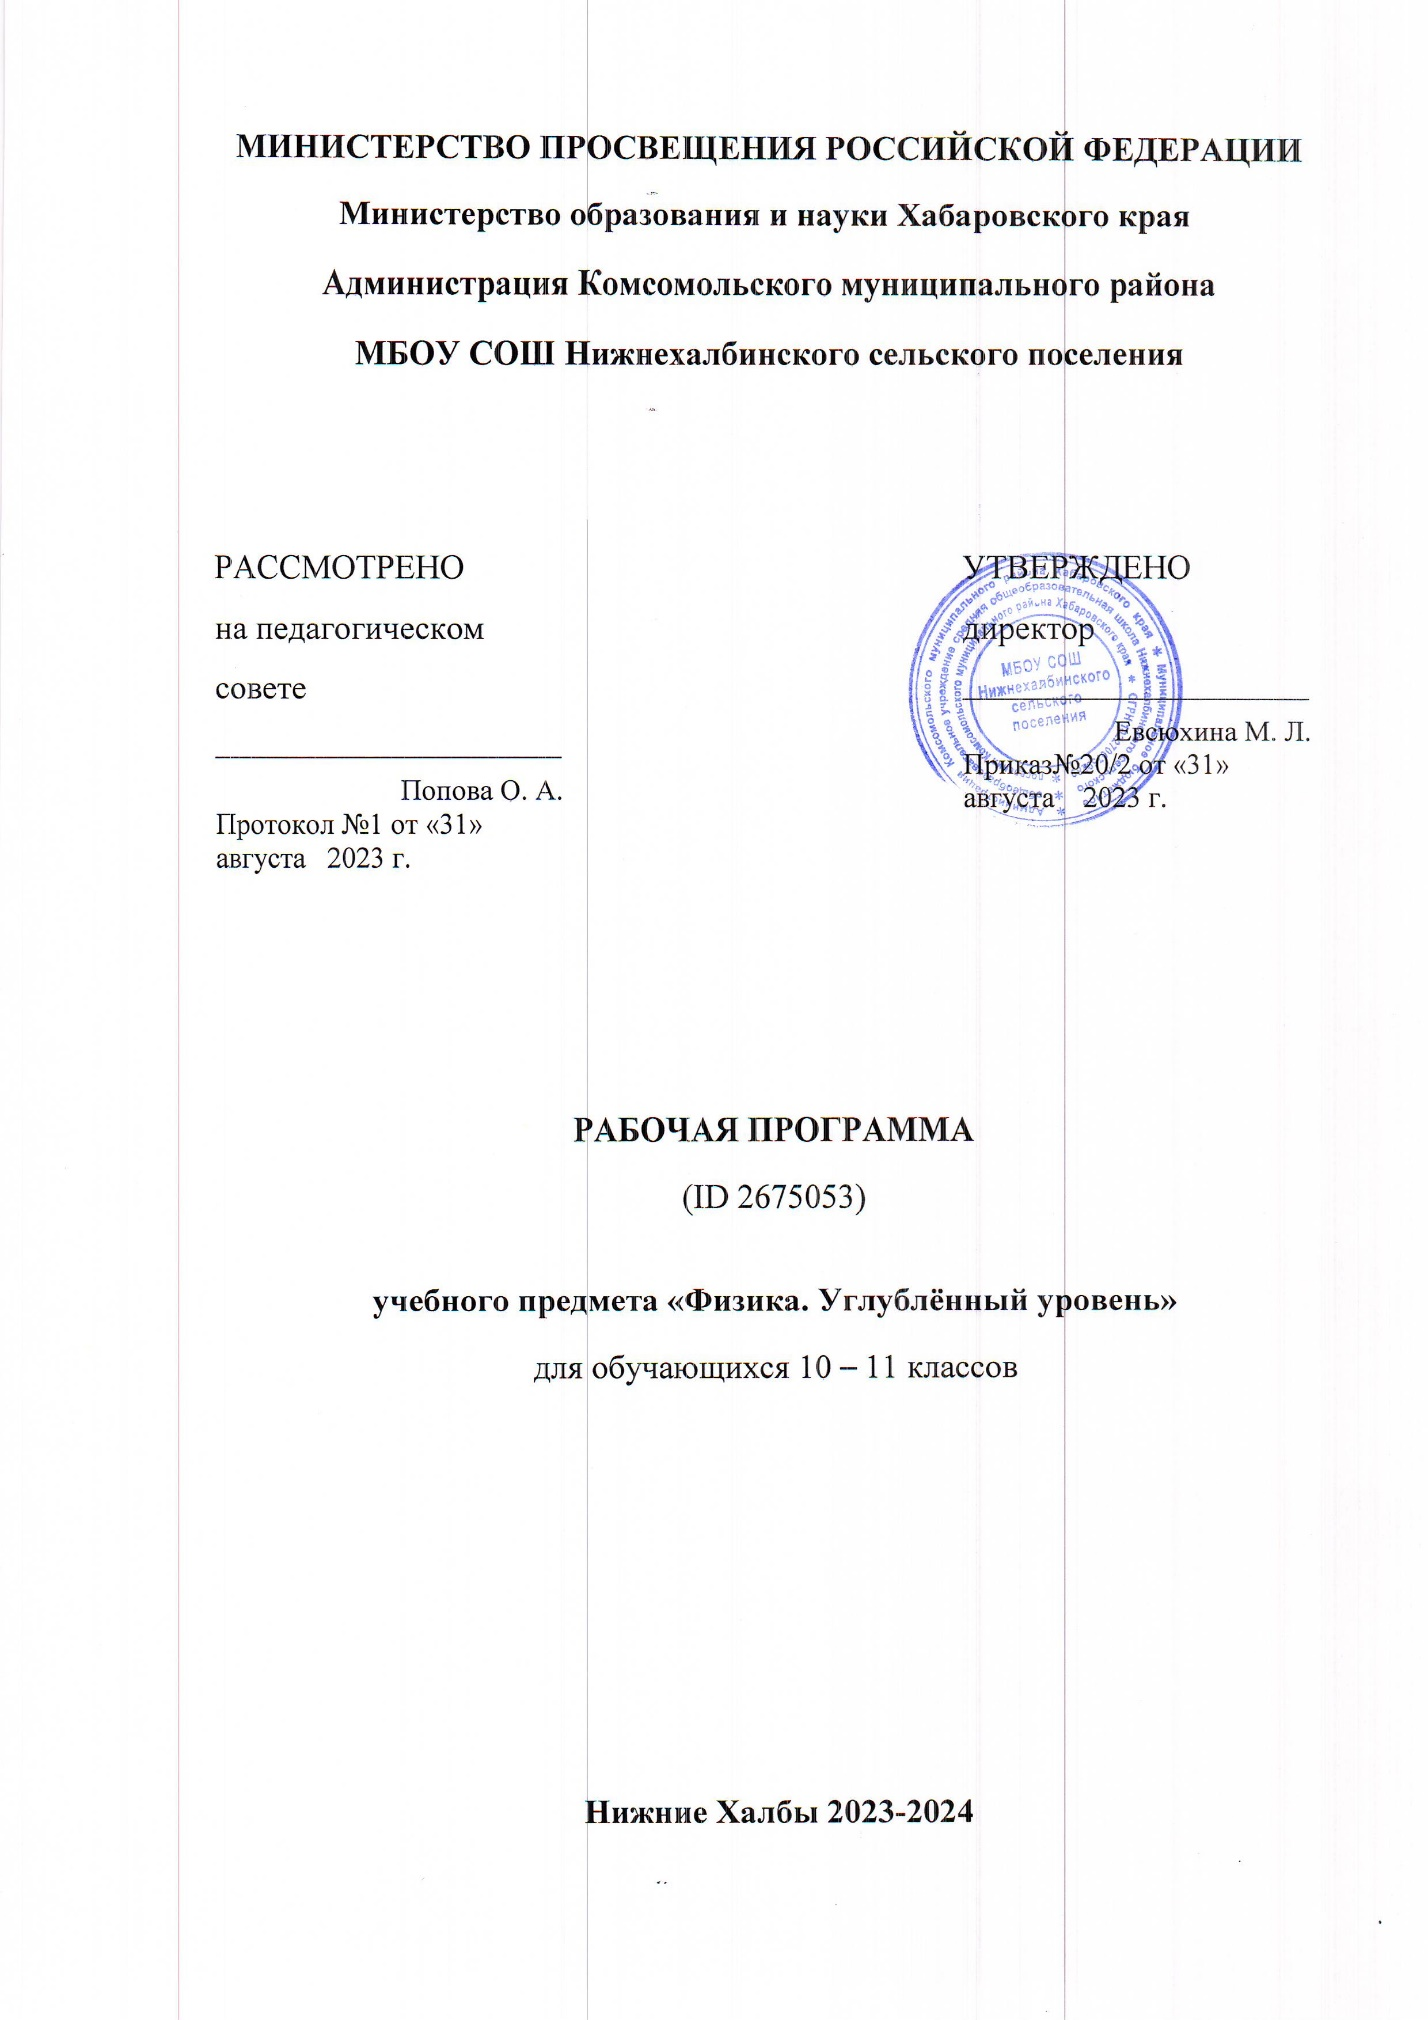 МИНИСТЕРСТВО ПРОСВЕЩЕНИЯ РОССИЙСКОЙ ФЕДЕРАЦИИ
Министерство образования и науки Хабаровского края
Администрация Комсомольского муниципального района
МБОУ СОШ Нижнехалбинского сельского поселения
РАССМОТРЕНО
на педагогическом
совете
Попова О. А.
Протокол №1 от «31»
августа 2023 г.
УТВЕРЖДЕНО
директор
Евсюхина М. Л.
Приказ№20/2 от «31»
августа 2023 г.
МБОУ СОШ
Нижнехалбинского
сельского
поселения
РАБОЧАЯ ПРОГРАММА
(ID 2675053)
учебного предмета «Физика. Углублённый уровень»
для обучающихся 10 – 11 классов
Нижние Халбы 2023-2024